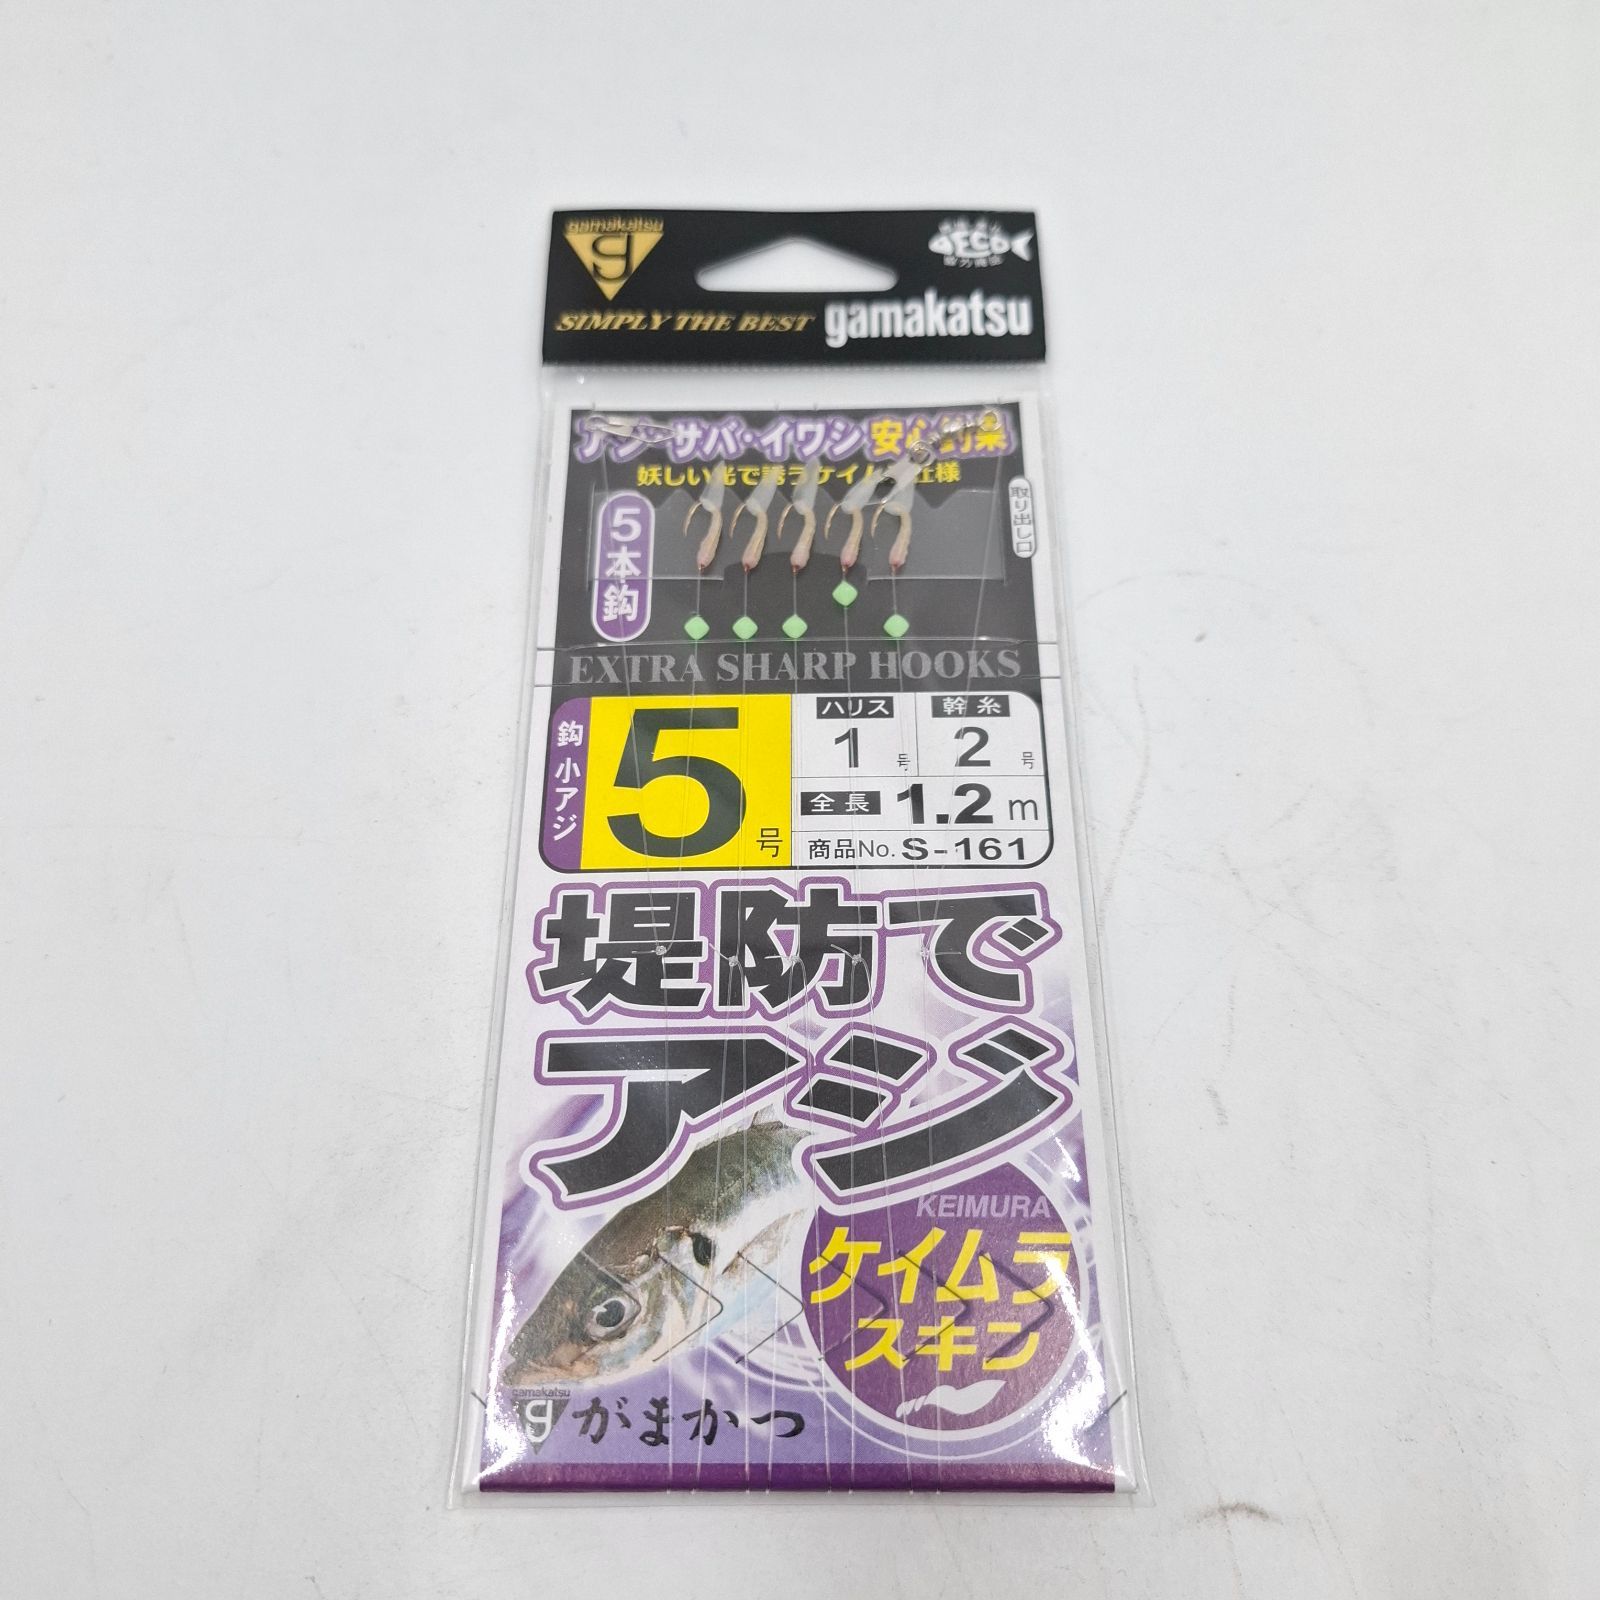 gamakatsu
g
SIMPLY THE BEST gamakatsu
ECO
アジ・サバ・イワシ 安心釣果
妖しい光で誘うケイムラ仕様
5本鈎
取り出し口
EXTRA SHARP HOOKS
鈎 小アジ
5号
ハリス 幹糸
1号 2号
全長 1.2m
商品No. S-161
堤防で
アジ
KEIMURA
ケイムラ
スキン
gamakatsu
g がまかつ